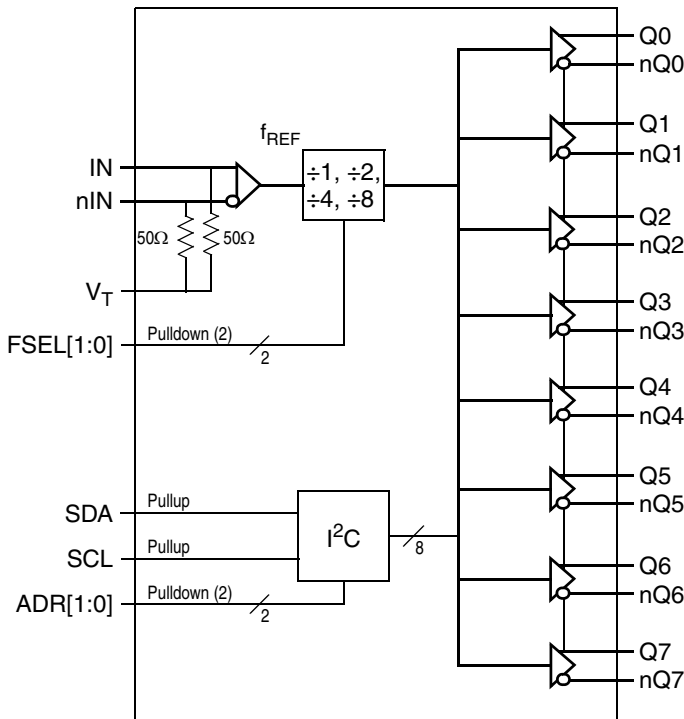 Q0
nQ0
Q1
nQ1
fREF
IN
÷1, ÷2,
÷4, ÷8
nIN
Q2
nQ2
50Ω
50Ω
VT
Q3
nQ3
FSEL[1:0]
Pulldown (2)
2
Q4
nQ4
Q5
nQ5
SDA
Pullup
I²C
8
SCL
Pullup
Q6
nQ6
ADR[1:0]
Pulldown (2)
2
Q7
nQ7